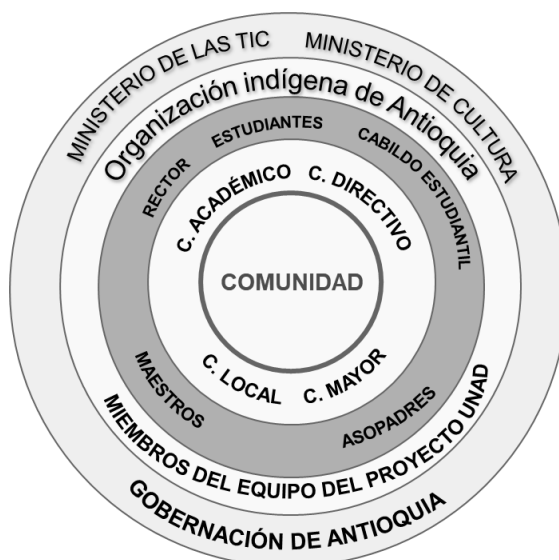 MINISTERIO DE LAS TIC
MINISTERIO DE CULTURA
Organización indígena de Antioquia
RECTOR
ESTUDIANTES
CABILDO ESTUDIANTIL
C. ACADÉMICO
C. DIRECTIVO
COMUNIDAD
C. LOCAL
C. MAYOR
MAESTROS
ASOPADRES
MIEMBROS DEL EQUIPO DEL PROYECTO UNAD
GOBERNACIÓN DE ANTIOQUIA